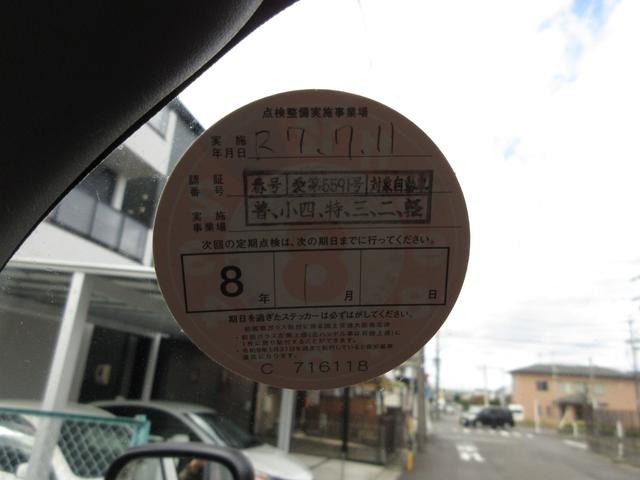 点検整備実施事業場
実施年月日 R7.7.11
認証番号 番号 愛第5591号 対象自動車
実施事業場 普、小四、特、三、二、軽
次回の定期点検は、次の期日までに行ってください。
8年 1月 日
期日を過ぎたステッカーは必ずはがしてください。
C 716118